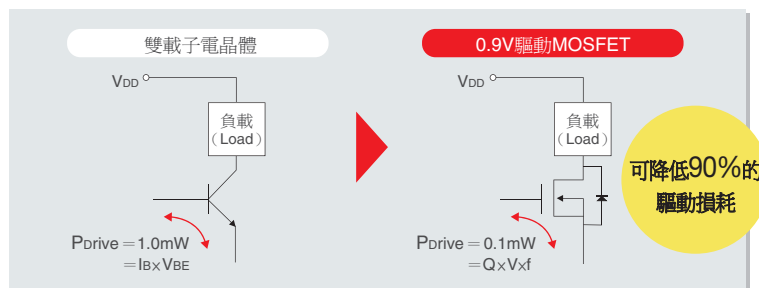 雙載子電晶體
VDD
負載
（Load）
PDrive＝1.0mW
＝IB×VBE
0.9V驅動MOSFET
VDD
負載
（Load）
PDrive＝0.1mW
＝Q×V×f
可降低90%的
驅動損耗